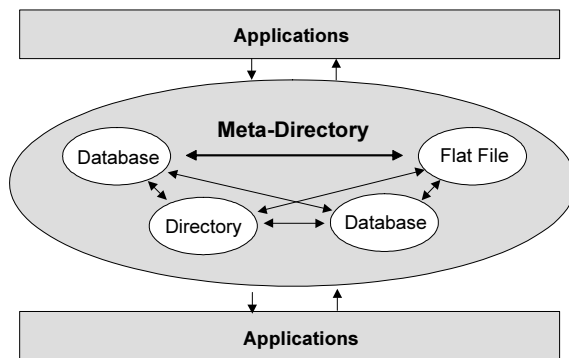 Applications
Meta-Directory
Database
Flat File
Directory
Database
Applications